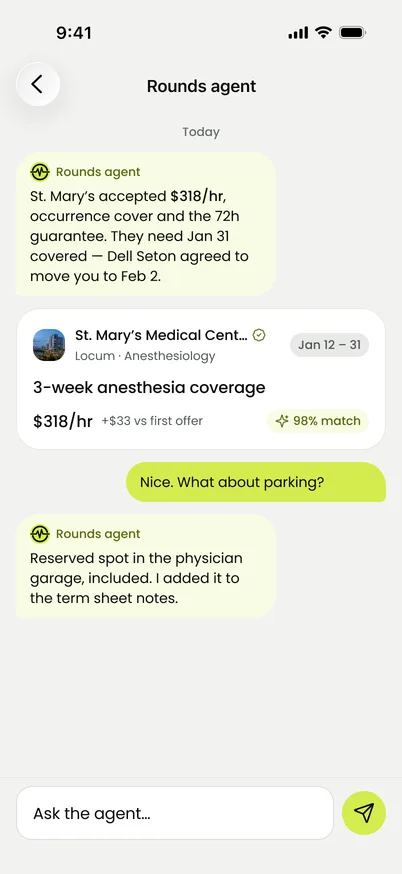 9:41
Rounds agent
Today
Rounds agent
St. Mary’s accepted $318/hr,
occurrence cover and the 72h
guarantee. They need Jan 31
covered — Dell Seton agreed to
move you to Feb 2.
St. Mary’s Medical Cent...
Jan 12 – 31
Locum · Anesthesiology
3-week anesthesia coverage
$318/hr +$33 vs first offer 98% match
Nice. What about parking?
Rounds agent
Reserved spot in the physician
garage, included. I added it to
the term sheet notes.
Ask the agent...